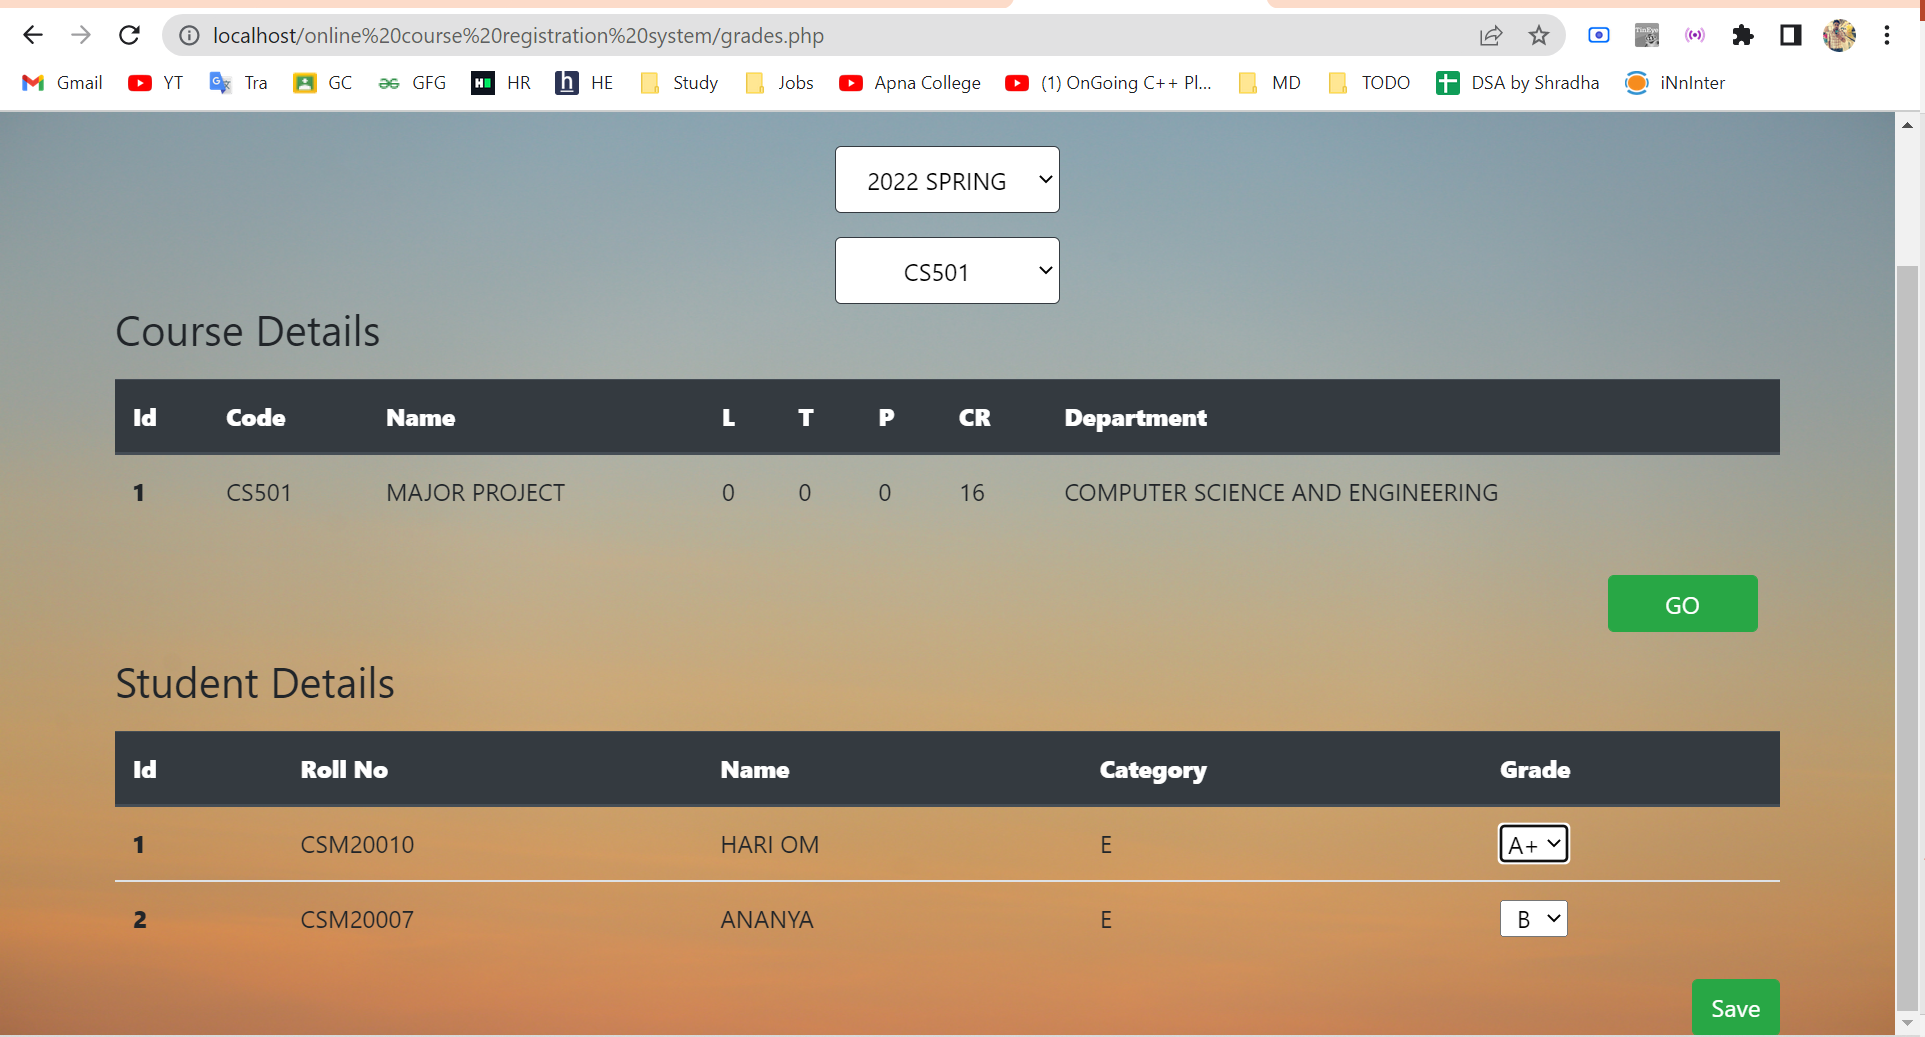 localhost/online%20course%20registration%20system/grades.php
Gmail YT Tra GC GFG HR HE Study Jobs Apna College (1) OnGoing C++ Pl... MD TODO DSA by Shradha iNnInter
2022 SPRING
CS501
Course Details
Id Code Name L T P CR Department
1 CS501 MAJOR PROJECT 0 0 0 16 COMPUTER SCIENCE AND ENGINEERING
GO
Student Details
Id Roll No Name Category Grade
1 CSM20010 HARI OM E A+
2 CSM20007 ANANYA E B
Save